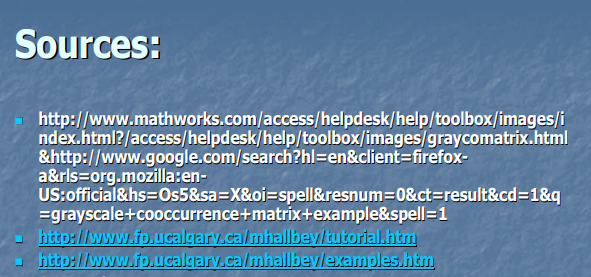 Sources:
http://www.mathworks.com/access/helpdesk/help/toolbox/images/i
ndex.html?/access/helpdesk/help/toolbox/images/graycomatrix.html
&http://www.google.com/search?hl=en&client=firefox-
a&rls=org.mozilla:en-
US:official&hs=Os5&sa=X&oi=spell&resnum=0&ct=result&cd=1&q
=grayscale+cooccurrence+matrix+example&spell=1
http://www.fp.ucalgary.ca/mhallbey/tutorial.htm
http://www.fp.ucalgary.ca/mhallbey/examples.htm